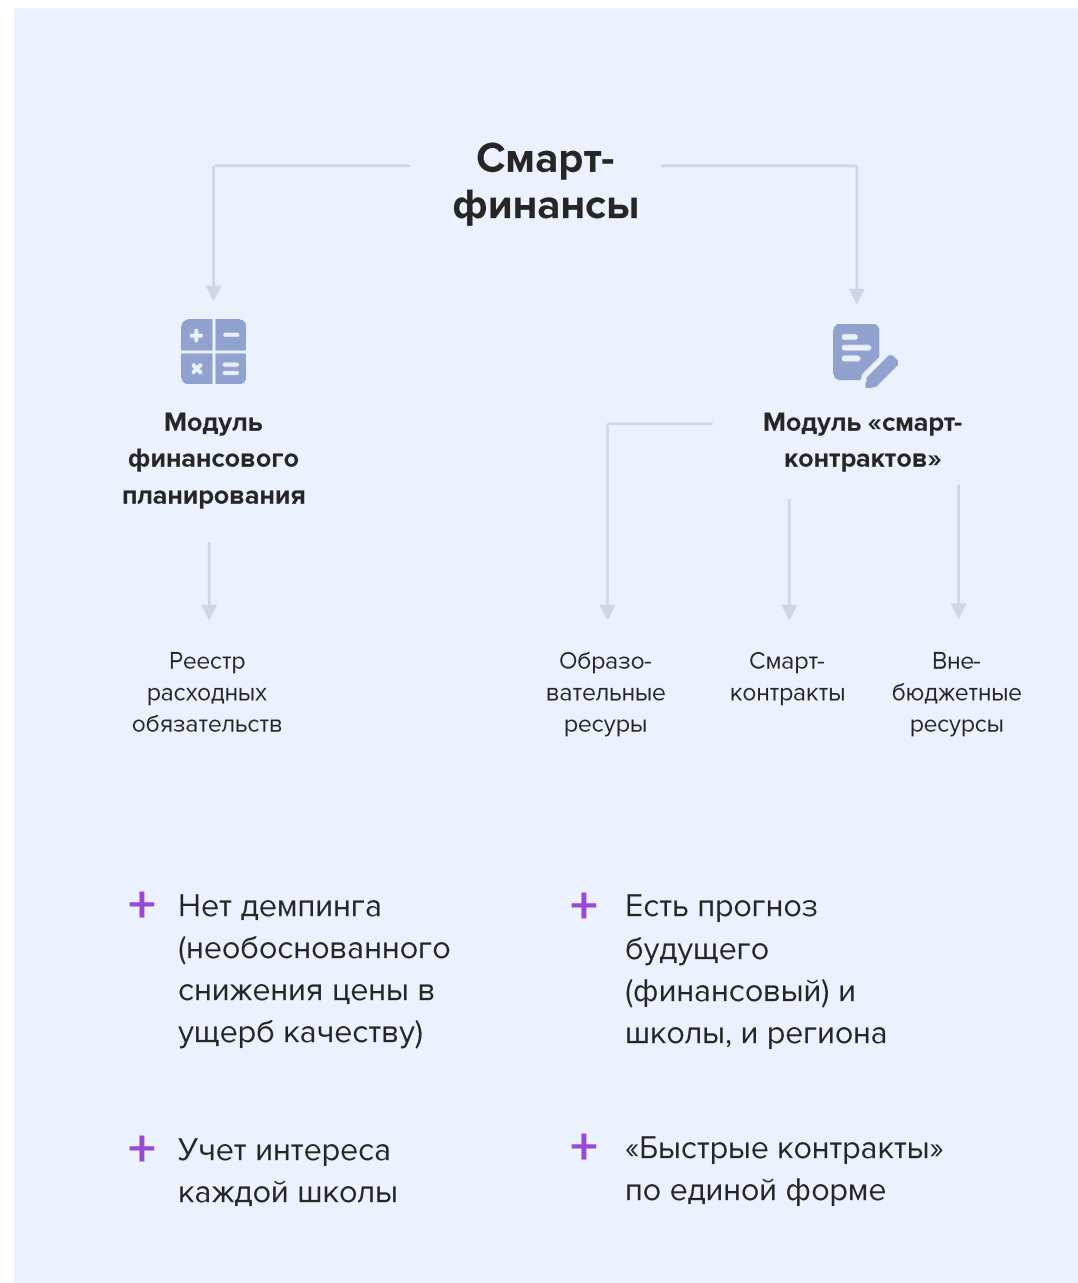 Смарт-
финансы
Модуль
финансового
планирования
Модуль «смарт-
контрактов»
Реестр
расходных
обязательств
Образо-
вательные
ресуры
Смарт-
контракты
Вне-
бюджетные
ресурсы
+ Нет демпинга
(необоснованного
снижения цены в
ущерб качеству)
+ Есть прогноз
будущего
(финансовый) и
школы, и региона
+ Учет интереса
каждой школы
+ «Быстрые контракты»
по единой форме